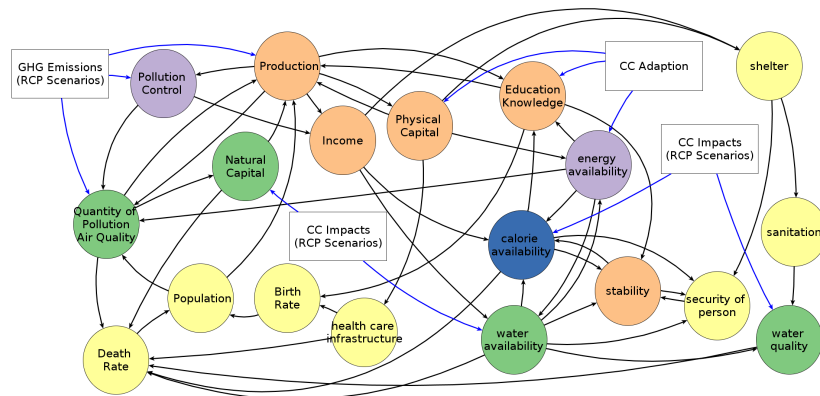 GHG Emissions
(RCP Scenarios)
Pollution
Control
Production
Income
Physical
Capital
Education
Knowledge
CC Adaption
shelter
Natural
Capital
energy
availability
CC Impacts
(RCP Scenarios)
Quantity of
Pollution
Air Quality
CC Impacts
(RCP Scenarios)
calorie
availability
sanitation
Population
Birth
Rate
health care
infrastructure
stability
security of
person
Death
Rate
water
availability
water
quality